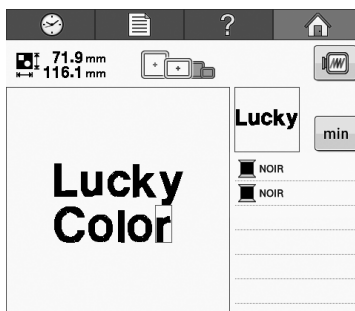 ?
71.9 mm
116.1 mm
Lucky
min
NOIR
NOIR
Lucky
Color